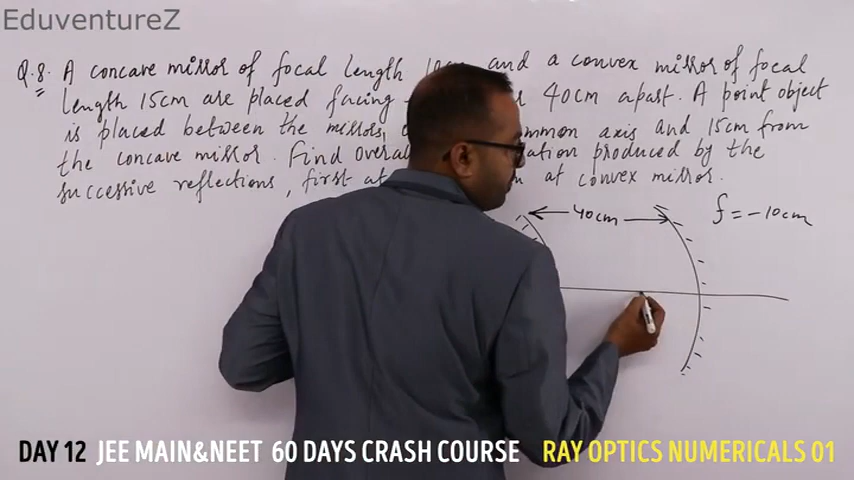 EduventureZ
Q.8. A concave mirror of focal length 10cm and a convex mirror of focal
length 15cm are placed facing 40cm apart. A point object
is placed between the mirrors, common axis and 15cm from
the concave mirror. Find overall produced by the
successive reflections, first at at convex mirror.
40cm
f = -10cm
DAY 12 JEE MAIN&NEET 60 DAYS CRASH COURSE RAY OPTICS NUMERICALS 01